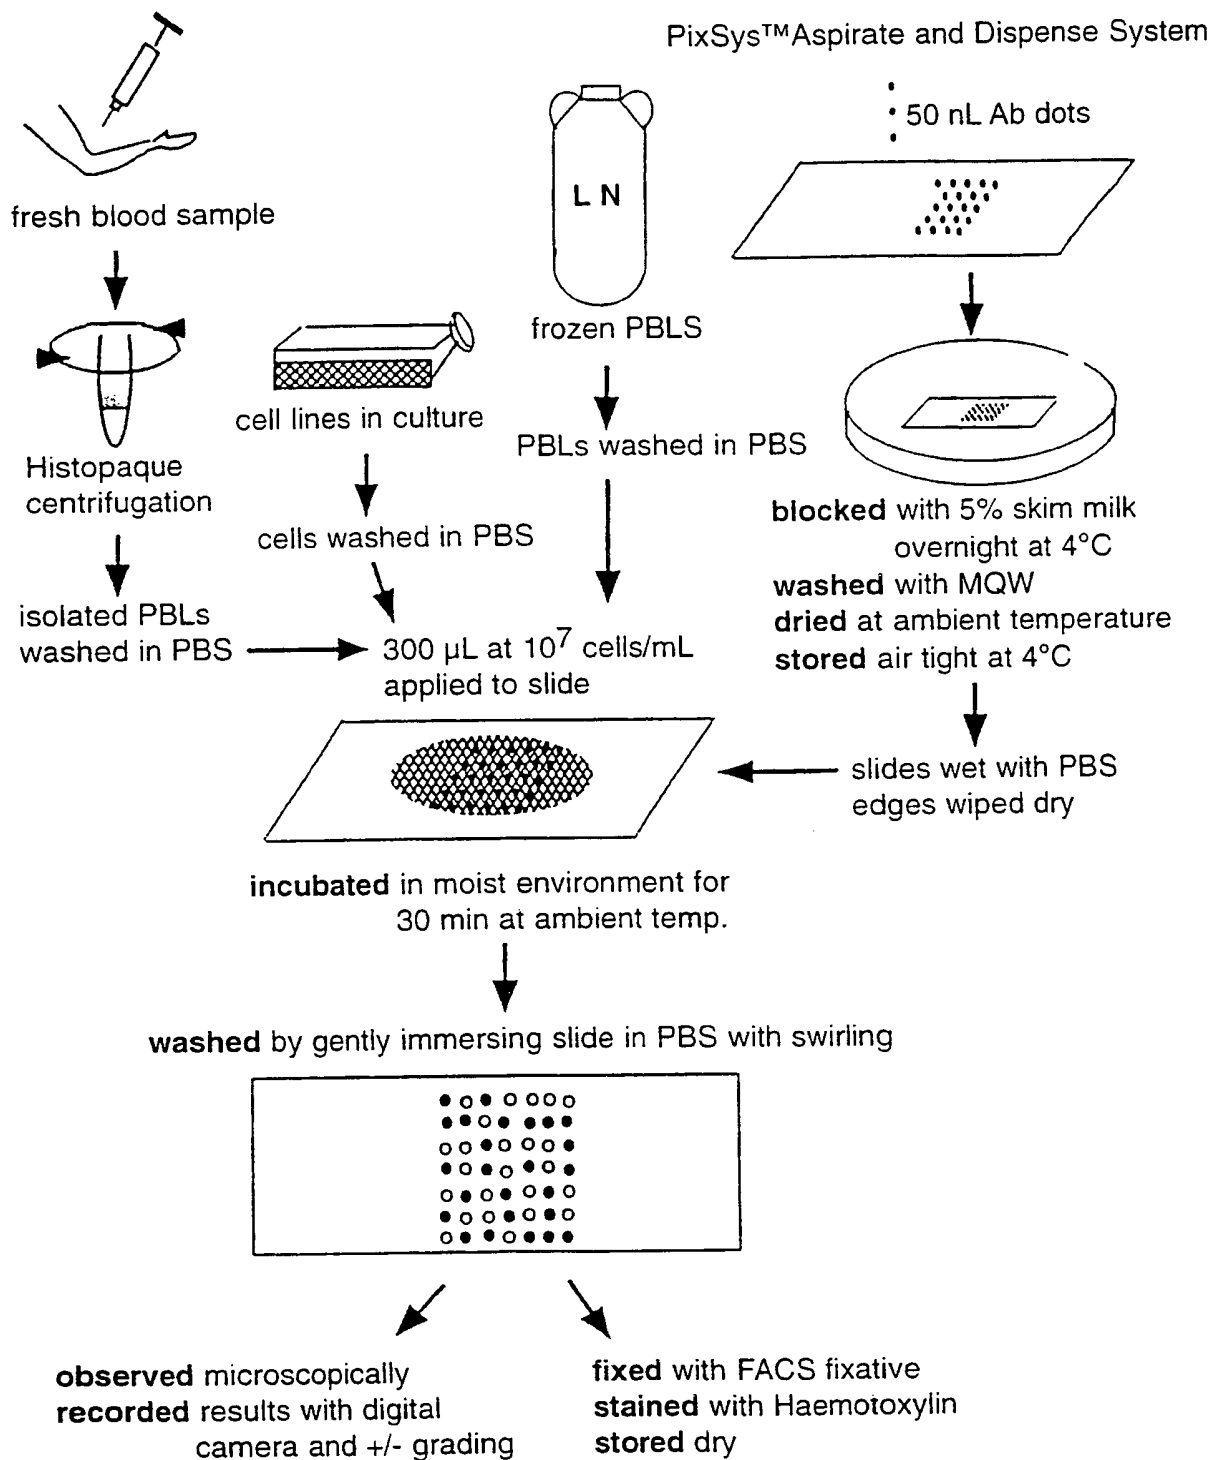 PixSys™Aspirate and Dispense System
50 nL Ab dots
L N
fresh blood sample
frozen PBLS
cell lines in culture
PBLs washed in PBS
Histopaque
centrifugation
cells washed in PBS
blocked with 5% skim milk
overnight at 4°C
washed with MQW
dried at ambient temperature
stored air tight at 4°C
isolated PBLs
washed in PBS
300 µL at 10⁷ cells/mL
applied to slide
slides wet with PBS
edges wiped dry
incubated in moist environment for
30 min at ambient temp.
washed by gently immersing slide in PBS with swirling
observed microscopically
recorded results with digital
camera and +/- grading
fixed with FACS fixative
stained with Haemotoxylin
stored dry